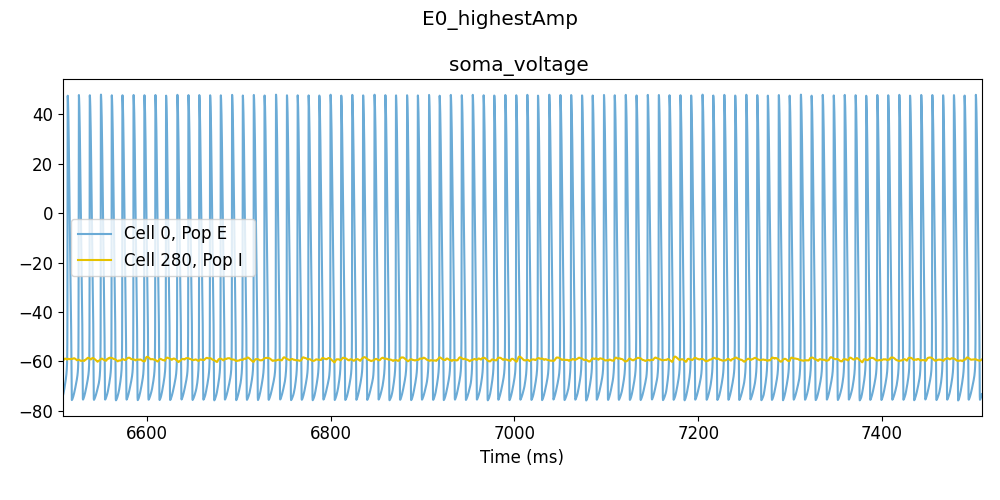 E0_highestAmp
soma_voltage
40
20
0
−20
−40
−60
−80
Cell 0, Pop E
Cell 280, Pop I
6600 6800 7000 7200 7400
Time (ms)